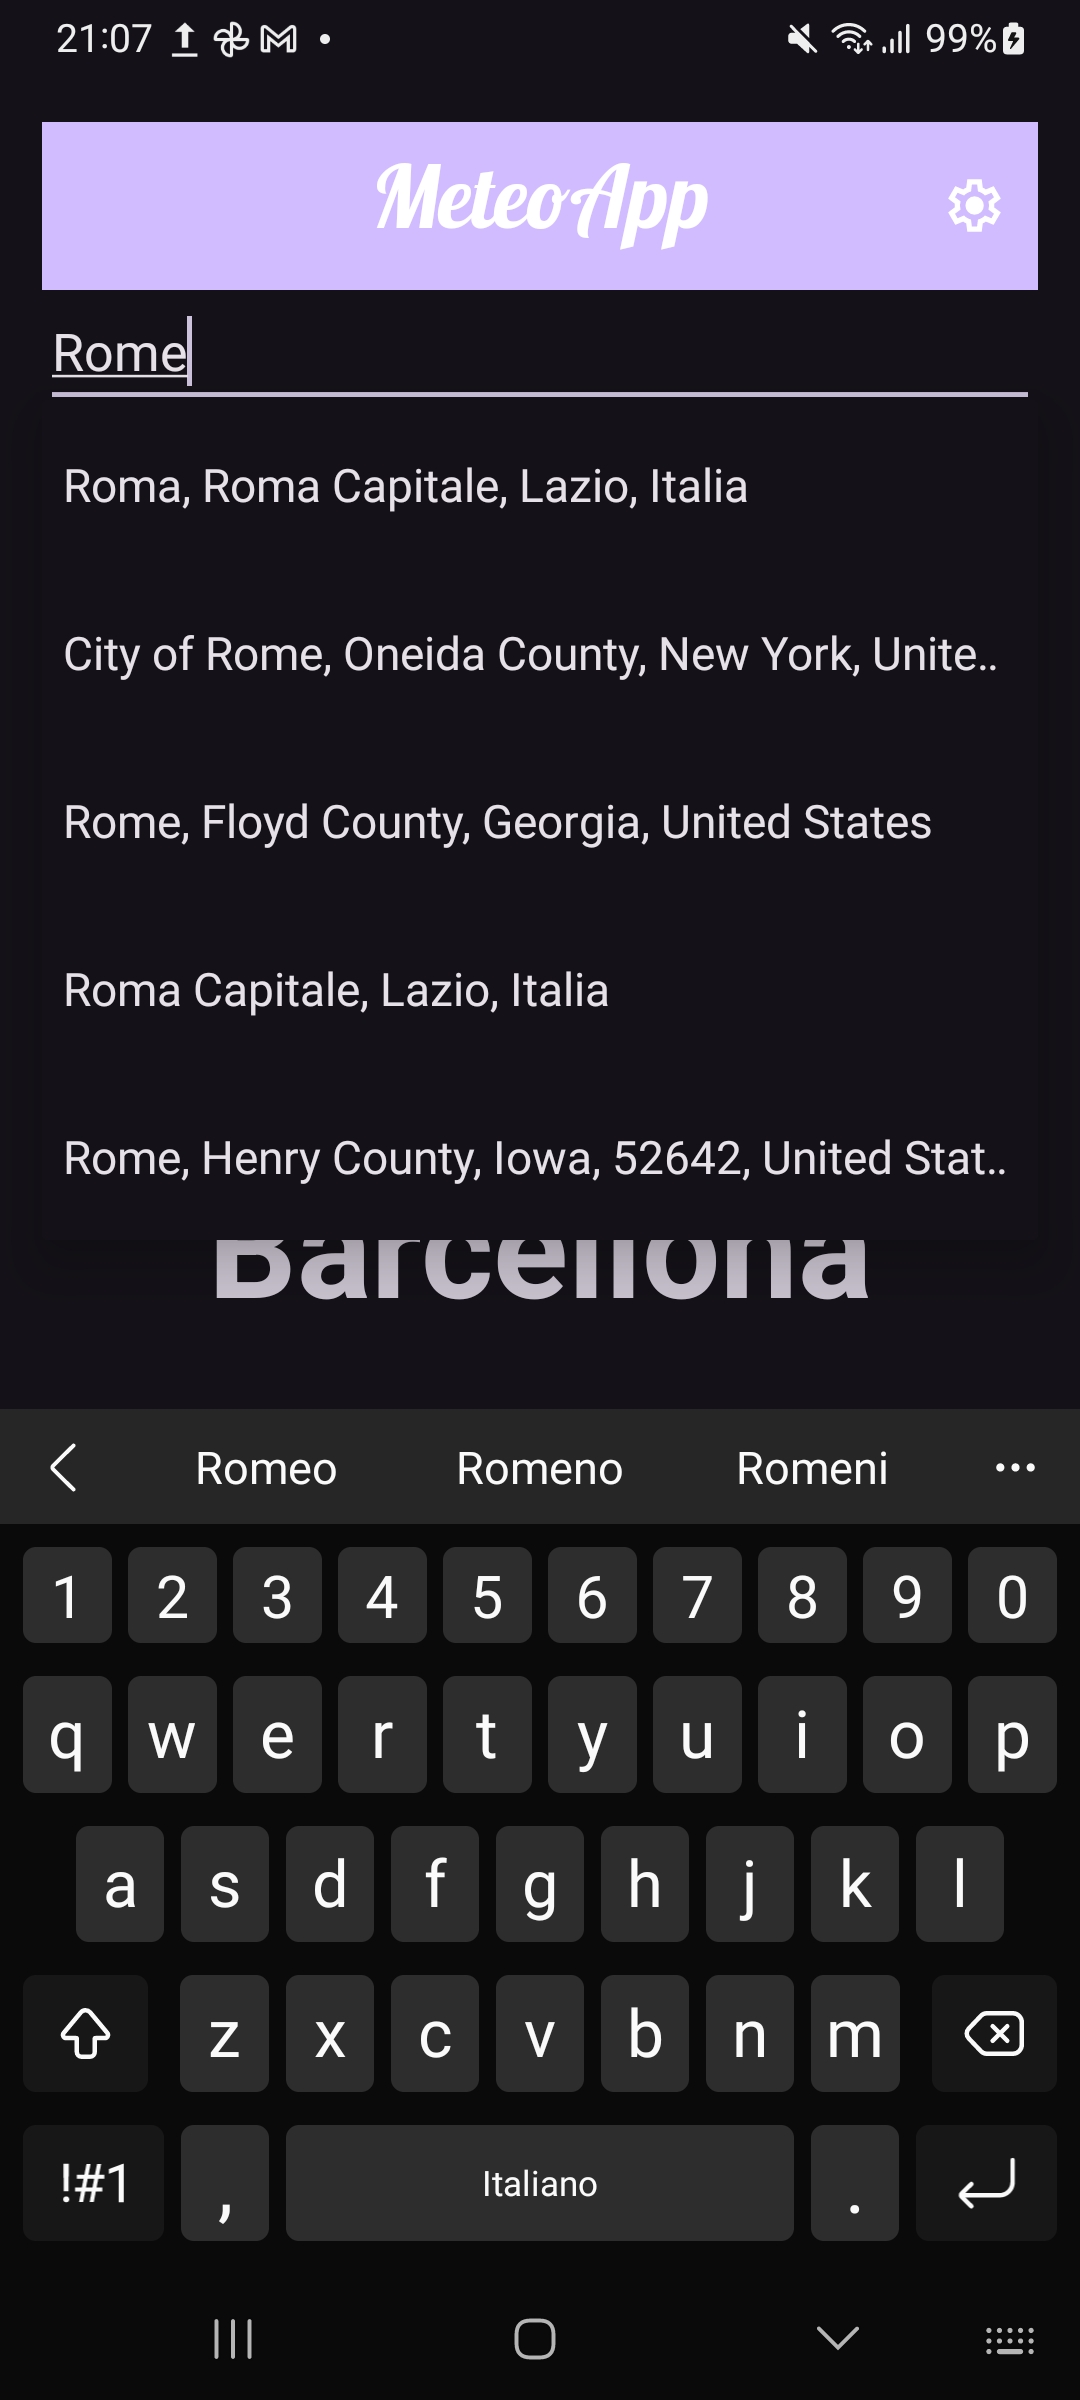 21:07
99%
MeteoApp
Rome
Roma, Roma Capitale, Lazio, Italia
City of Rome, Oneida County, New York, Unite..
Rome, Floyd County, Georgia, United States
Roma Capitale, Lazio, Italia
Rome, Henry County, Iowa, 52642, United Stat..
Barcellona
Romeo Romeno Romeni
1 2 3 4 5 6 7 8 9 0
q w e r t y u i o p
a s d f g h j k l
z x c v b n m
!#1 , Italiano .